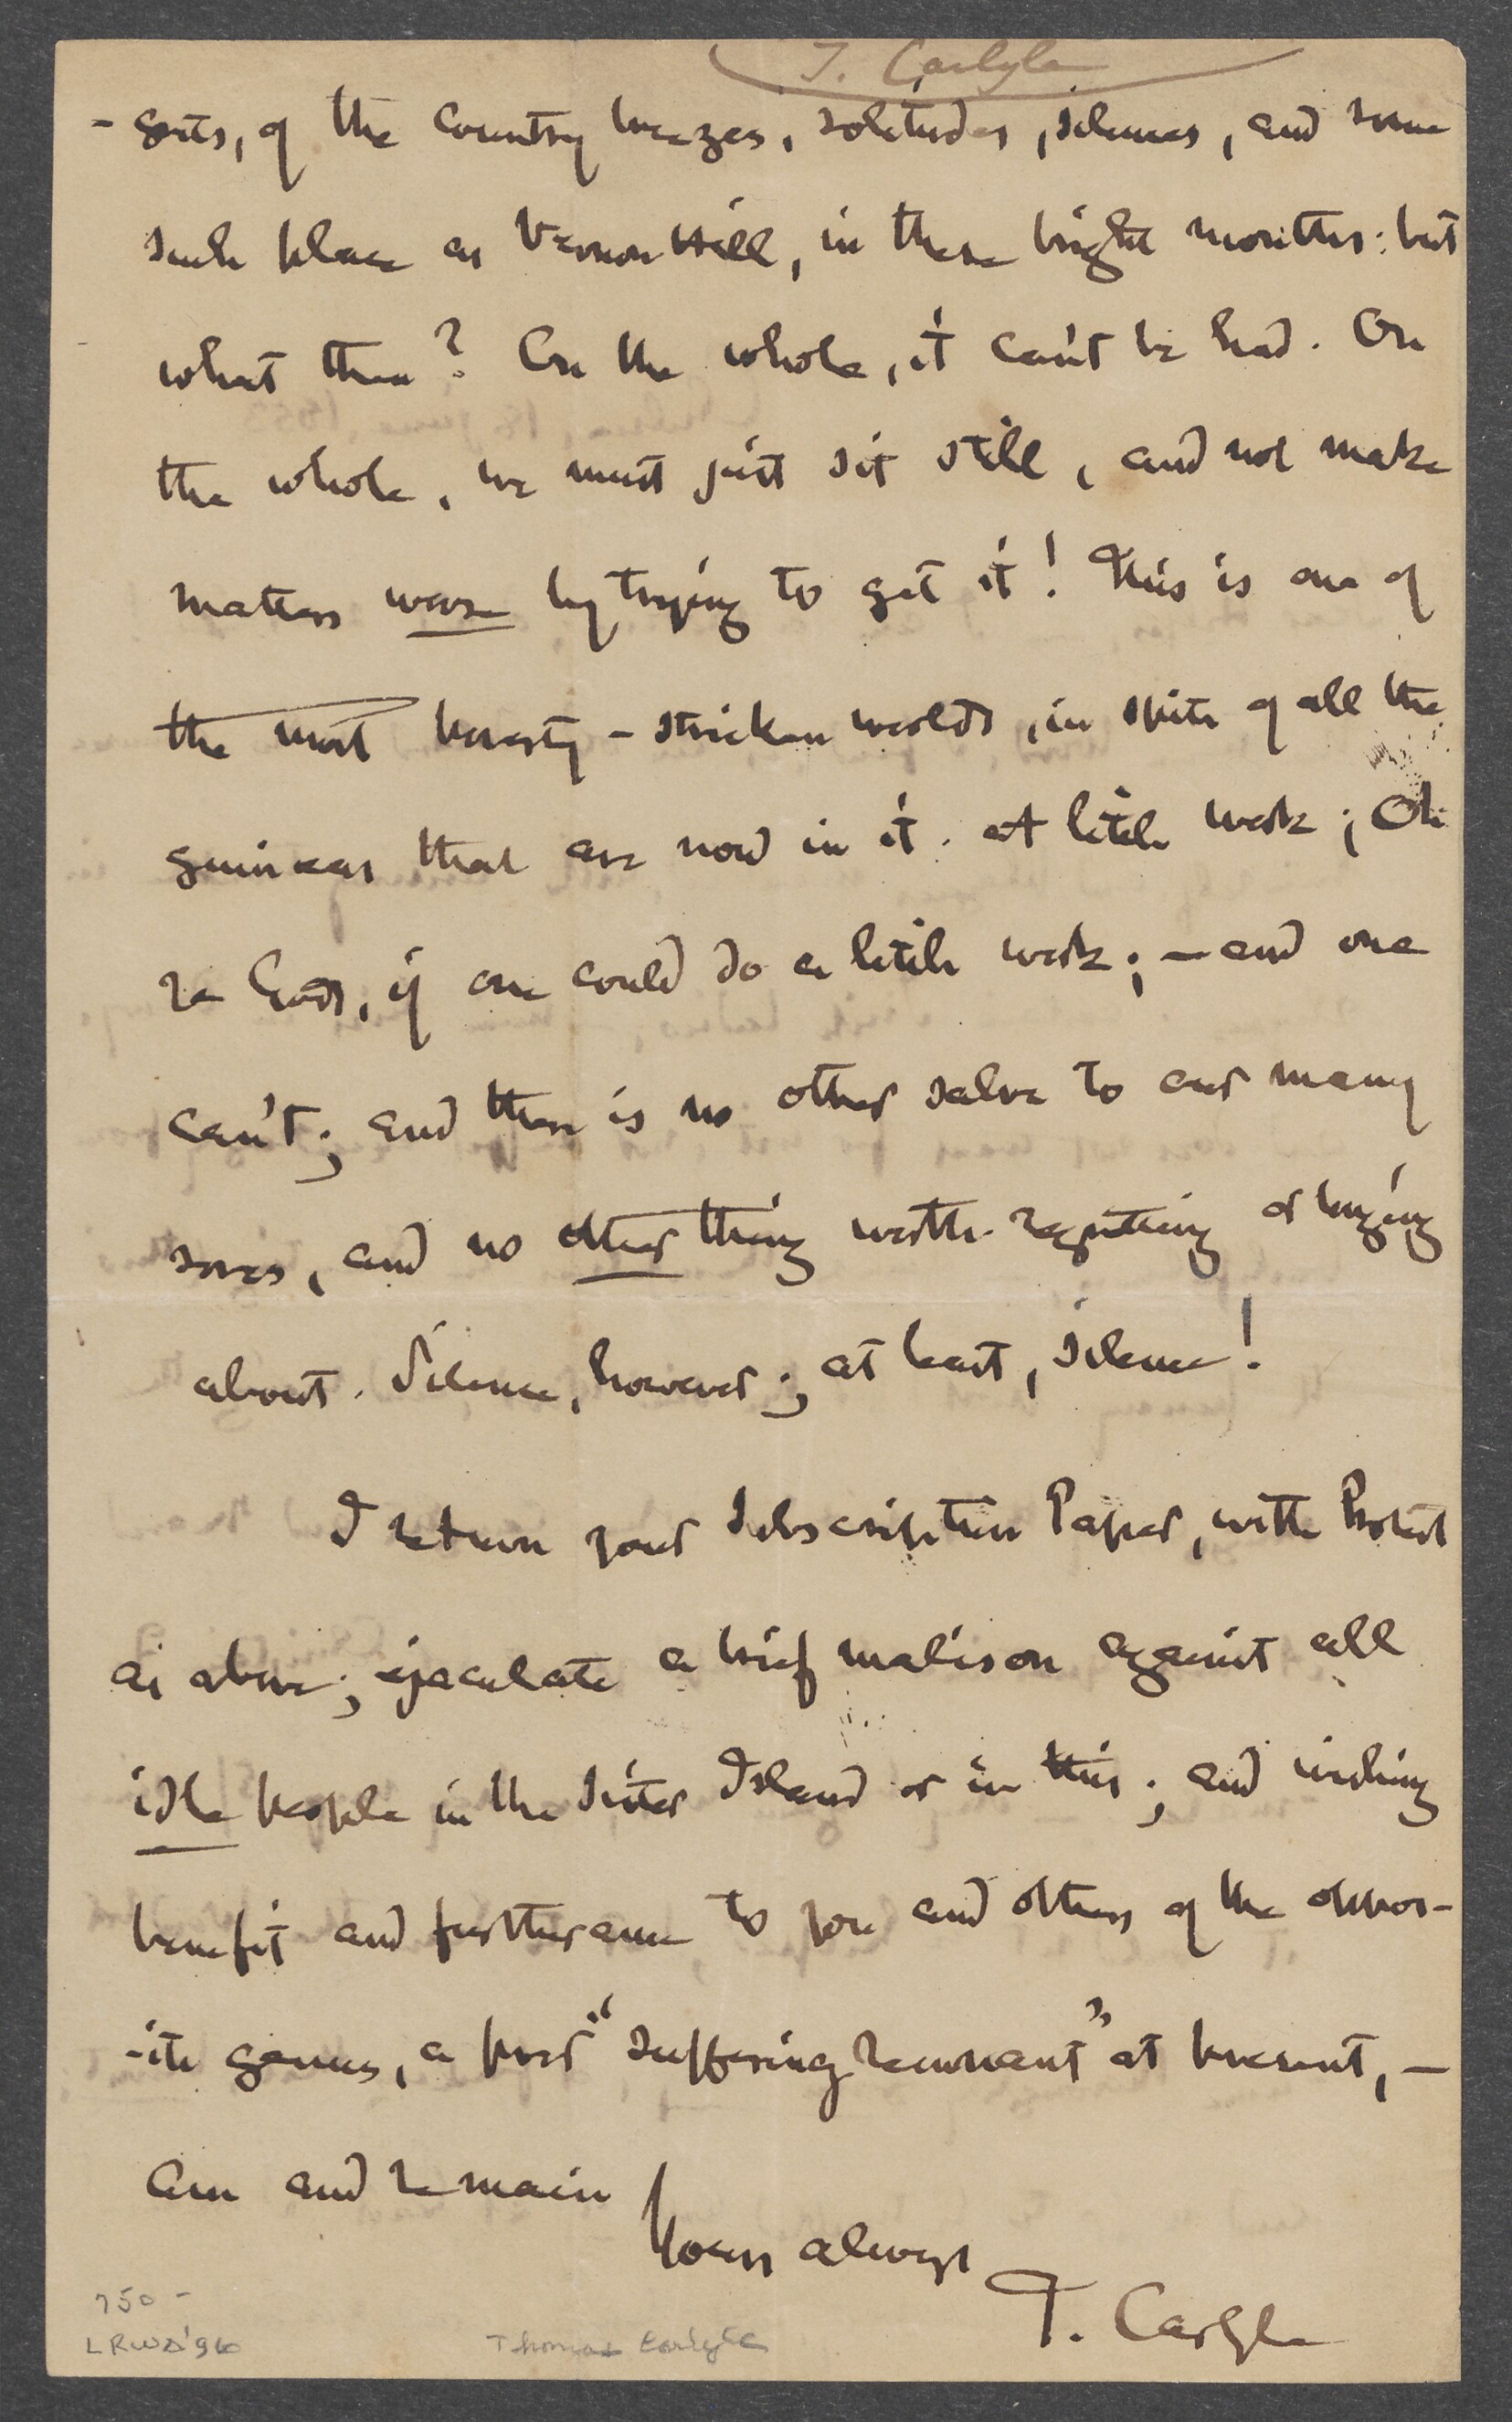 T. Carlyle
-grets, of the country breezes, solitudes, silences, and some
such place as Vernon Hill, in these bright months: but
what then? On the whole, it can't be had. On
the whole, we must just sit still, and not make
matters worse by trying to get it! This is one of
the most poverty-stricken worlds, in spite of all the
guineas that are now in it. A little work; Oh
ye Gods, if one could do a little work; – and one
can't; and there is no other salve to our many
sores, and no other thing worth regretting or buying
about. Silence, however; at least, silence!
I return your Subscription Paper, with Protest
as above; ejaculate a brief malison against all
idle people in the Sister Island or in this; and wishing
benefit and furtherance to you and others of the oppos-
-ite genus, a poor "suffering remnant" at present, –
am and remain
Yours always
T. Carlyle
750 –
LRWD'96
Thomas Carlyle